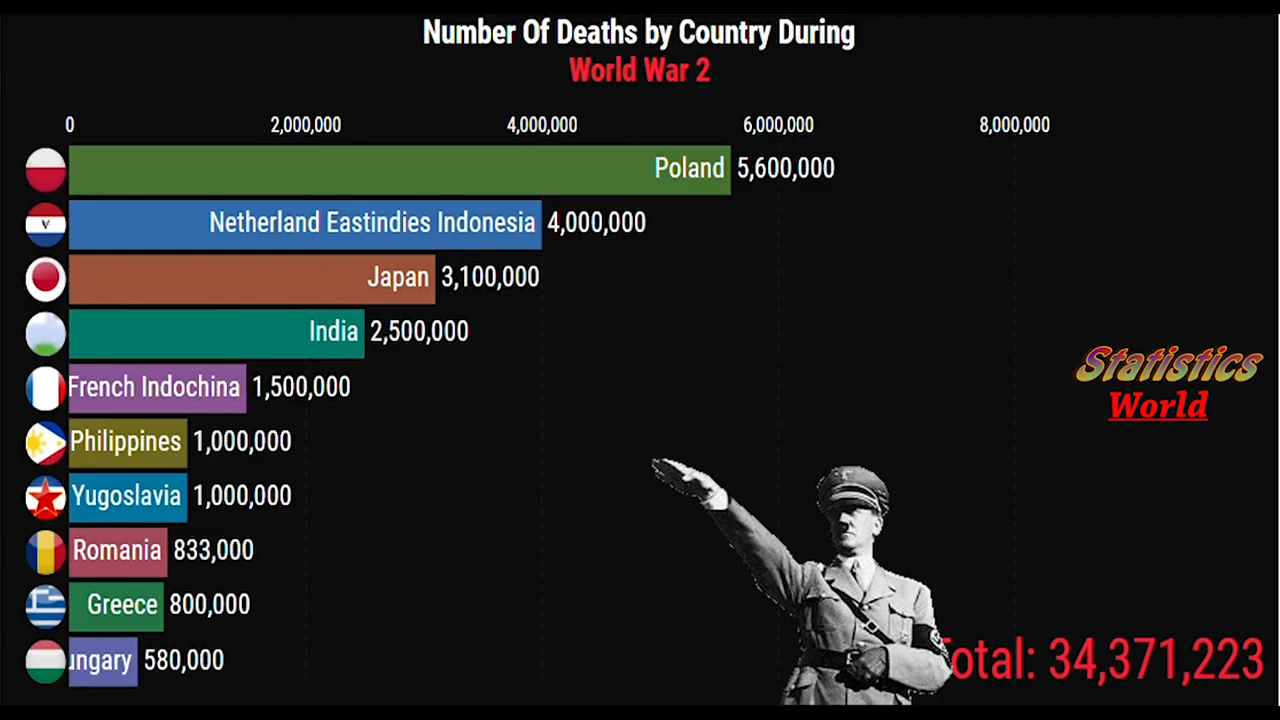 Number Of Deaths by Country During
World War 2
0 2,000,000 4,000,000 6,000,000 8,000,000
Poland 5,600,000
V Netherland Eastindies Indonesia 4,000,000
Japan 3,100,000
India 2,500,000
French Indochina 1,500,000
Statistics
World
Philippines 1,000,000
Yugoslavia 1,000,000
Romania 833,000
Greece 800,000
ungary 580,000
otal: 34,371,223